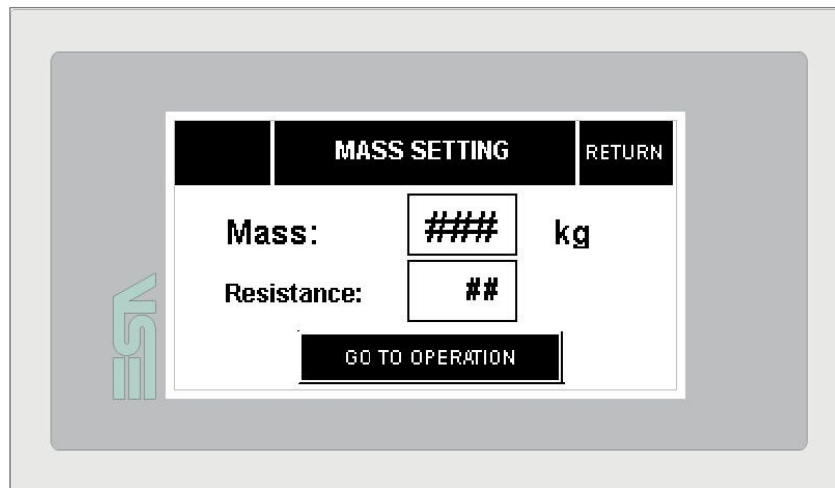 MASS SETTING
RETURN
Mass: ### kg
Resistance: ##
GO TO OPERATION